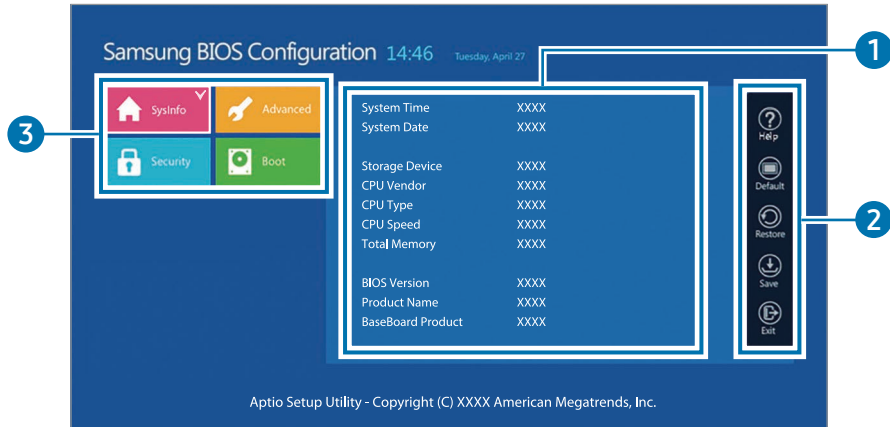 Samsung BIOS Configuration 14:46 Tuesday, April 27
1
3
SysInfo
Advanced
Security
Boot
System Time XXXX
System Date XXXX
Storage Device XXXX
CPU Vendor XXXX
CPU Type XXXX
CPU Speed XXXX
Total Memory XXXX
BIOS Version XXXX
Product Name XXXX
BaseBoard Product XXXX
Help
Default
Restore
Save
Exit
2
Aptio Setup Utility - Copyright (C) XXXX American Megatrends, Inc.